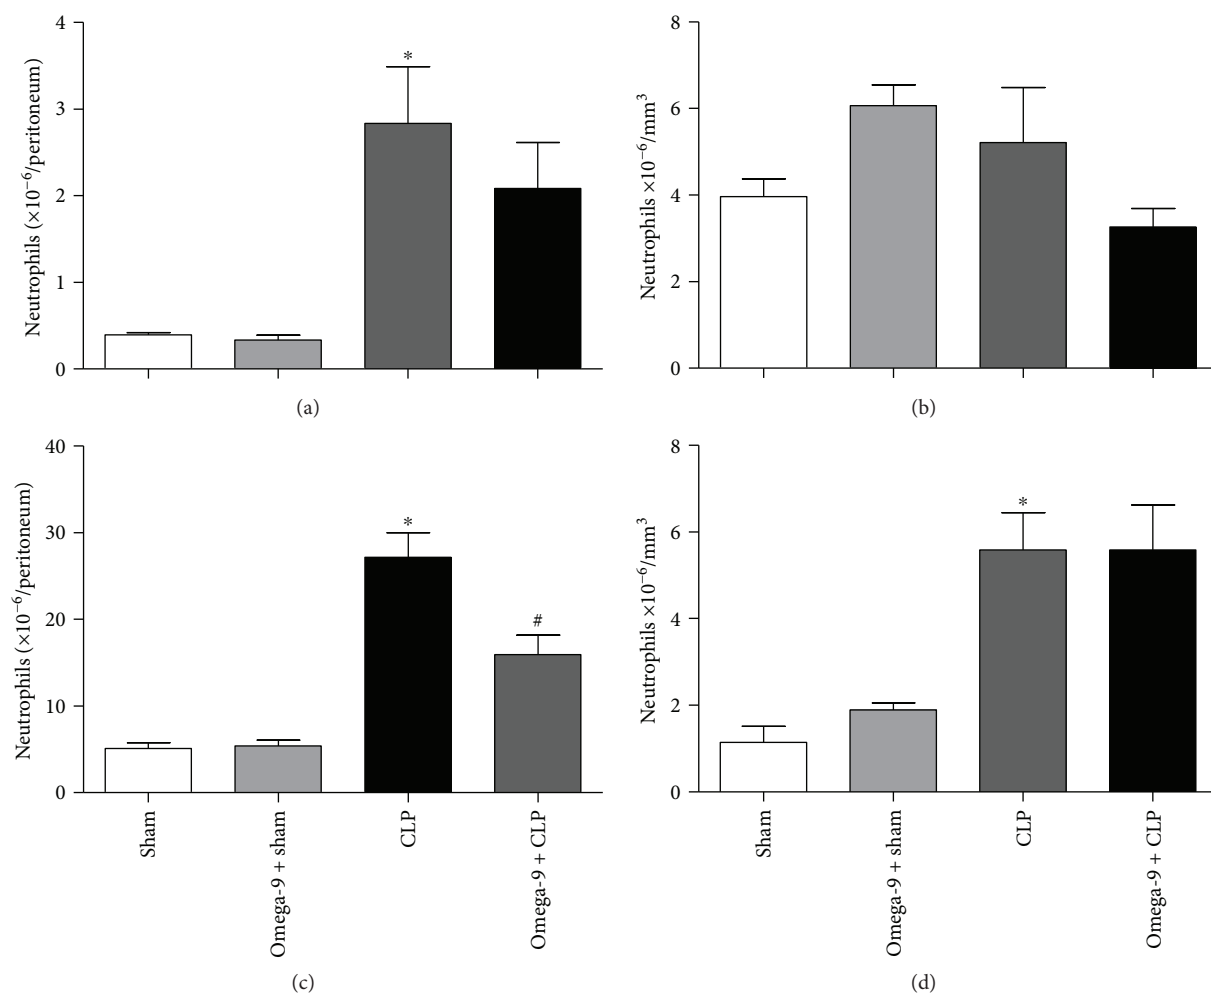 Neutrophils (×10⁻⁶/peritoneum)
4
3
2
1
0
*
(a)
Neutrophils ×10⁻⁶/mm³
8
6
4
2
0
(b)
Neutrophils (×10⁻⁶/peritoneum)
40
30
20
10
0
*
#
Sham
Omega-9 + sham
CLP
Omega-9 + CLP
(c)
Neutrophils ×10⁻⁶/mm³
8
6
4
2
0
*
Sham
Omega-9 + sham
CLP
Omega-9 + CLP
(d)